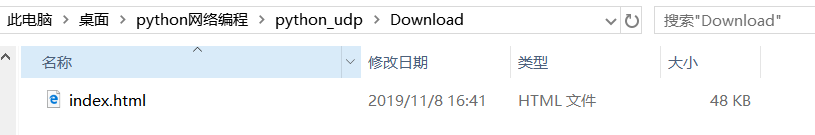 此电脑 > 桌面 > python网络编程 > python_udp > Download 搜索"Download"
名称 修改日期 类型 大小
index.html 2019/11/8 16:41 HTML 文件 48 KB